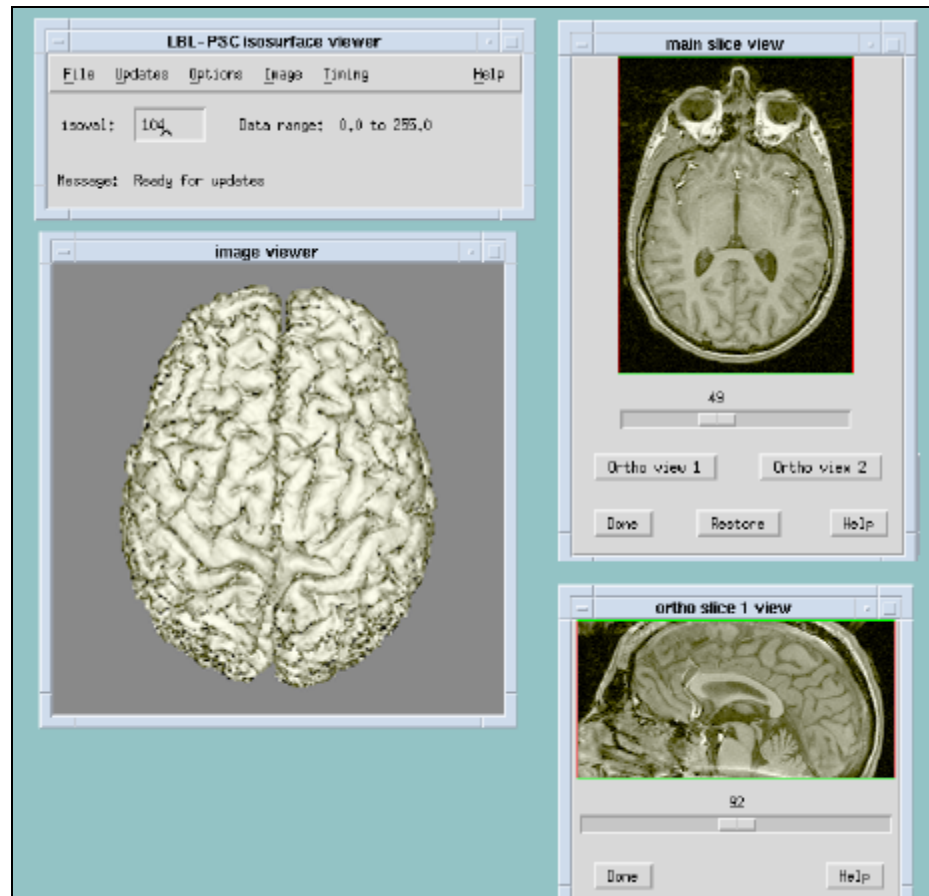 LBL-PSC isosurface viewer
File Updates Options Image Timing Help
isoval: 104 Data range: 0.0 to 255.0
Message: Ready for updates
image viewer
main slice view
49
Ortho view 1 Ortho view 2
Done Restore Help
ortho slice 1 view
92
Done Help